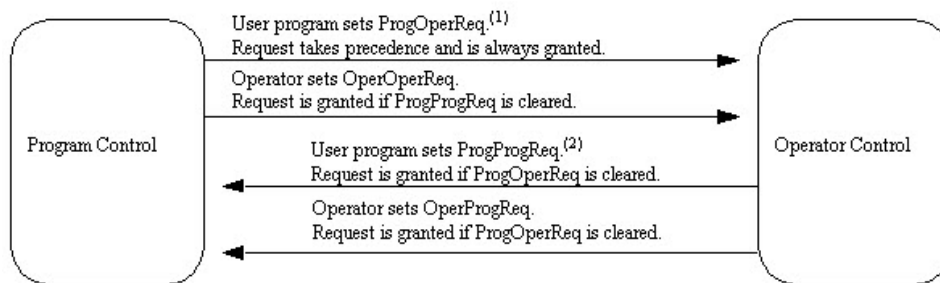 User program sets ProgOperReq.(1)
Request takes precedence and is always granted.
Operator sets OperOperReq.
Request is granted if ProgProgReq is cleared.
Program Control
Operator Control
User program sets ProgProgReq.(2)
Request is granted if ProgOperReq is cleared.
Operator sets OperProgReq.
Request is granted if ProgOperReq is cleared.